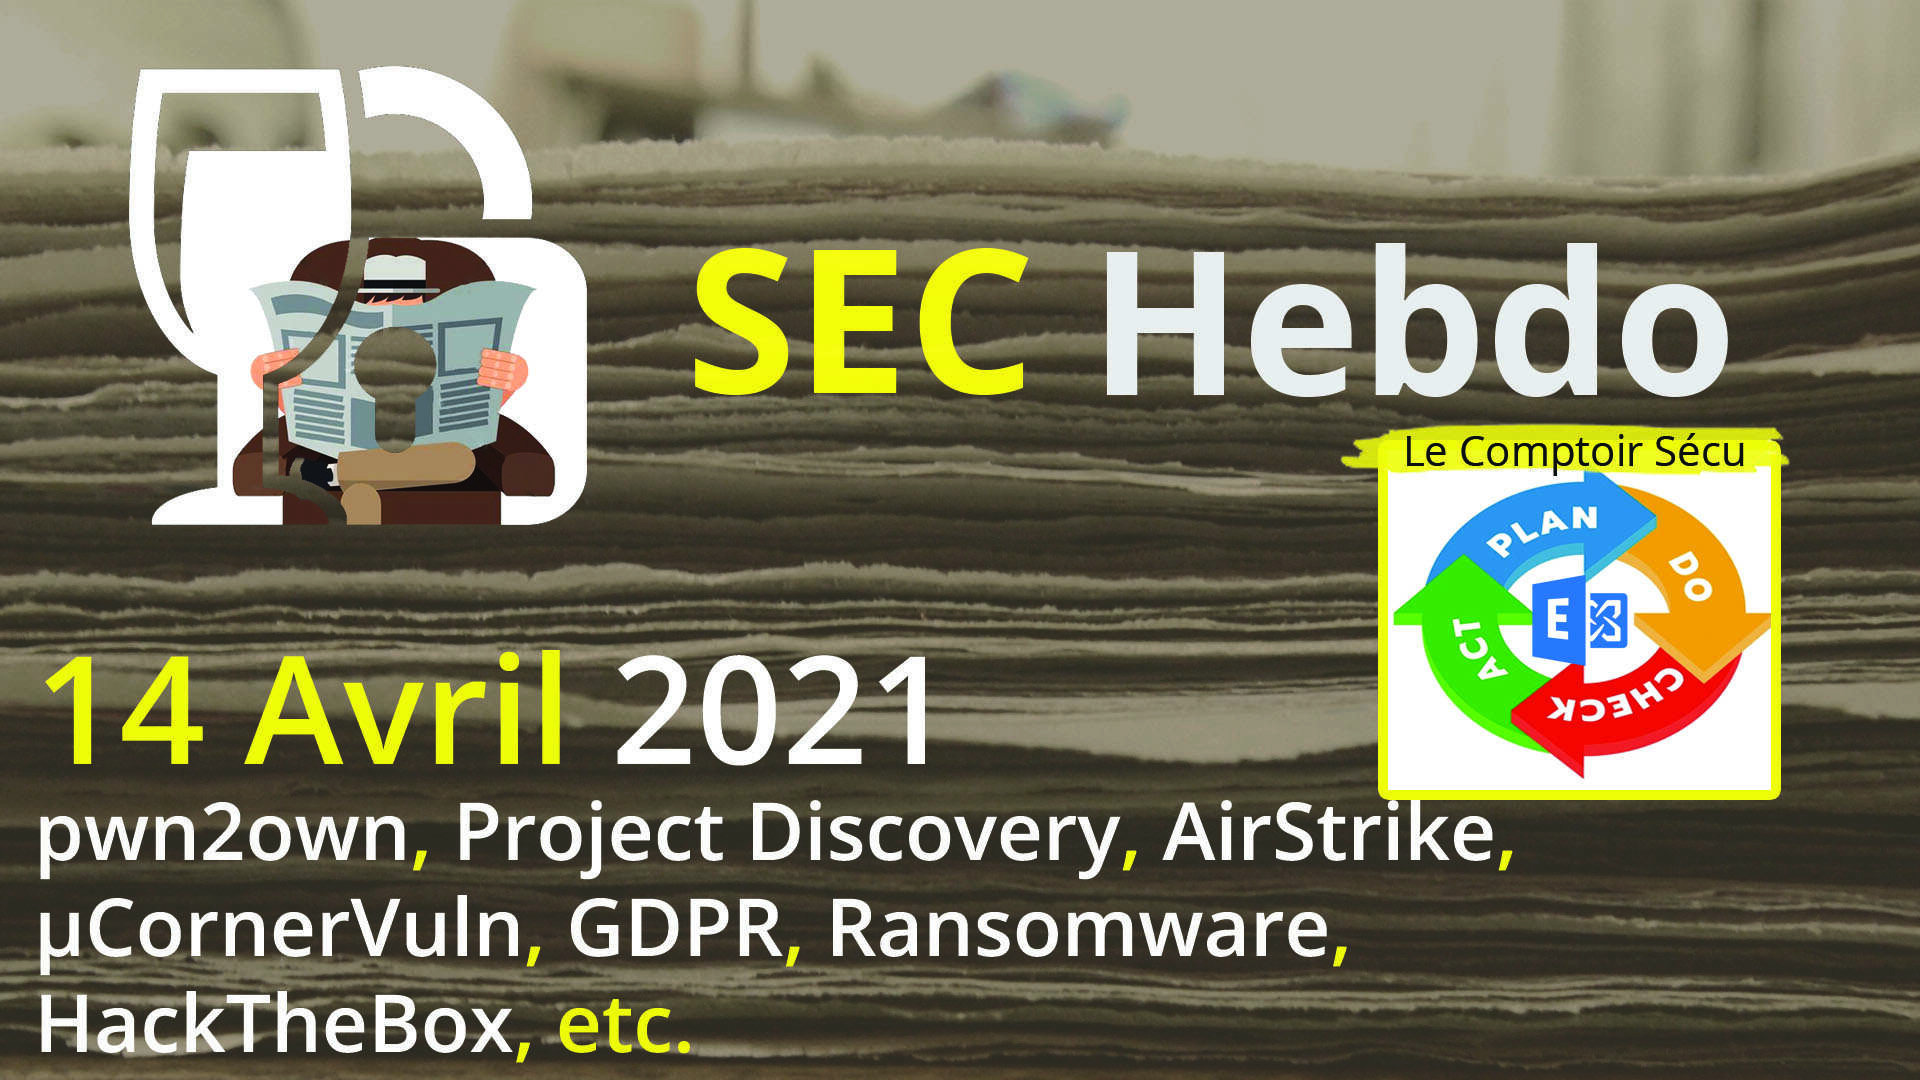 SEC Hebdo
Le Comptoir Sécu
PLAN
DO
E
ACT
CHECK
14 Avril 2021
pwn2own, Project Discovery, AirStrike,
µCornerVuln, GDPR, Ransomware,
HackTheBox, etc.